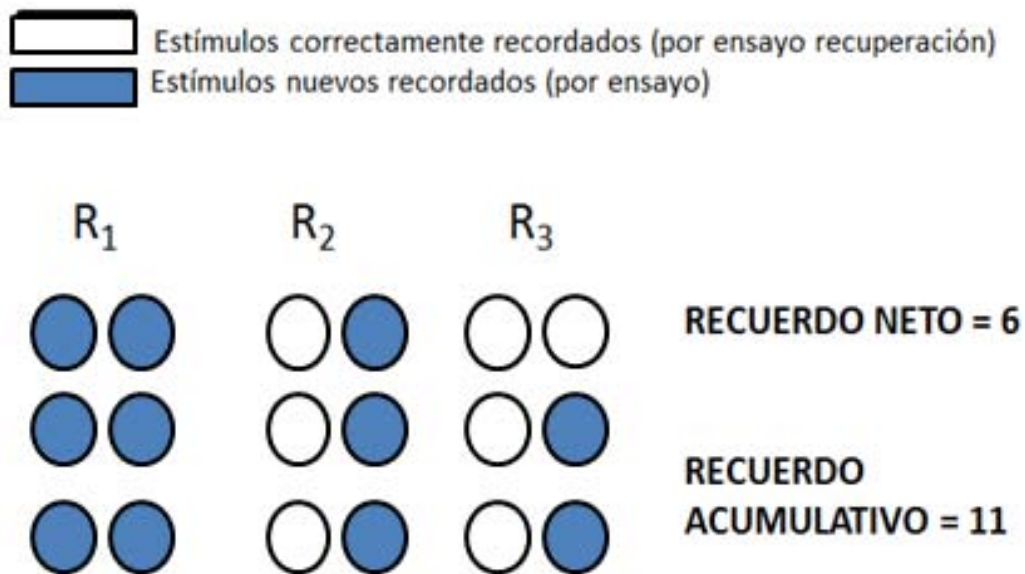 Estímulos correctamente recordados (por ensayo recuperación)
Estímulos nuevos recordados (por ensayo)
R₁ R₂ R₃
RECUERDO NETO = 6
RECUERDO
ACUMULATIVO = 11